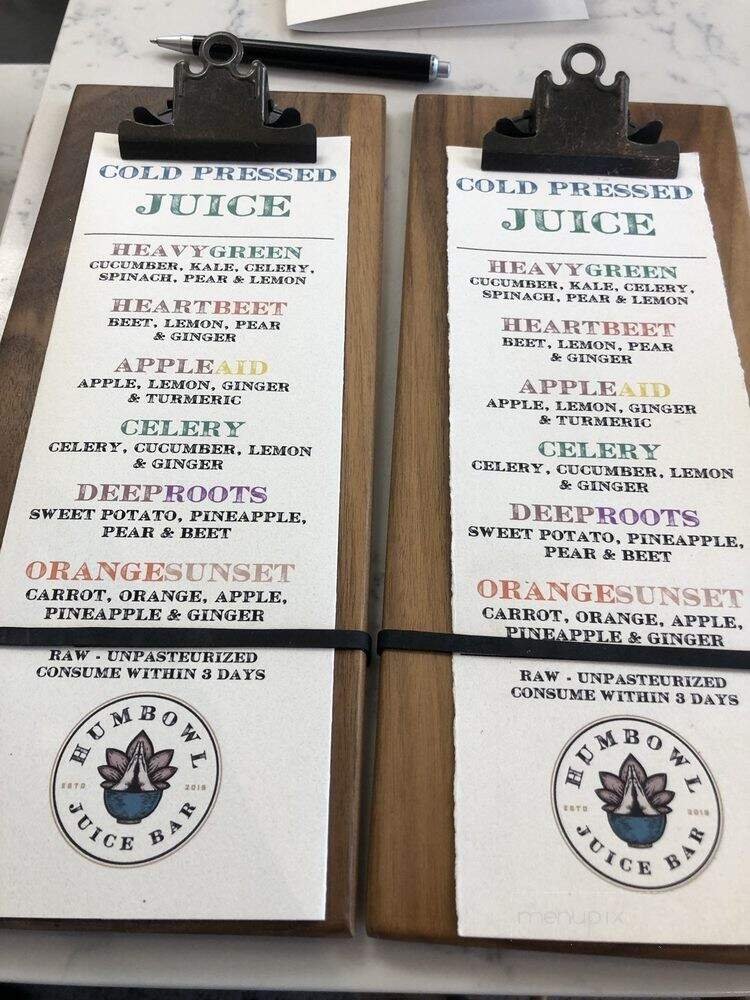 COLD PRESSED
JUICE
HEAVYGREEN
CUCUMBER, KALE, CELERY,
SPINACH, PEAR & LEMON
HEARTBEET
BEET, LEMON, PEAR
& GINGER
APPLEAID
APPLE, LEMON, GINGER
& TURMERIC
CELERY
CELERY, CUCUMBER, LEMON
& GINGER
DEEPROOTS
SWEET POTATO, PINEAPPLE,
PEAR & BEET
ORANGESUNSET
CARROT, ORANGE, APPLE,
PINEAPPLE & GINGER
RAW - UNPASTEURIZED
CONSUME WITHIN 3 DAYS
HUMBOWL
ESTD 2019
JUICE BAR
COLD PRESSED
JUICE
HEAVYGREEN
CUCUMBER, KALE, CELERY,
SPINACH, PEAR & LEMON
HEARTBEET
BEET, LEMON, PEAR
& GINGER
APPLEAID
APPLE, LEMON, GINGER
& TURMERIC
CELERY
CELERY, CUCUMBER, LEMON
& GINGER
DEEPROOTS
SWEET POTATO, PINEAPPLE,
PEAR & BEET
ORANGESUNSET
CARROT, ORANGE, APPLE,
PINEAPPLE & GINGER
RAW - UNPASTEURIZED
CONSUME WITHIN 3 DAYS
HUMBOWL
ESTD 2019
JUICE BAR
menupix